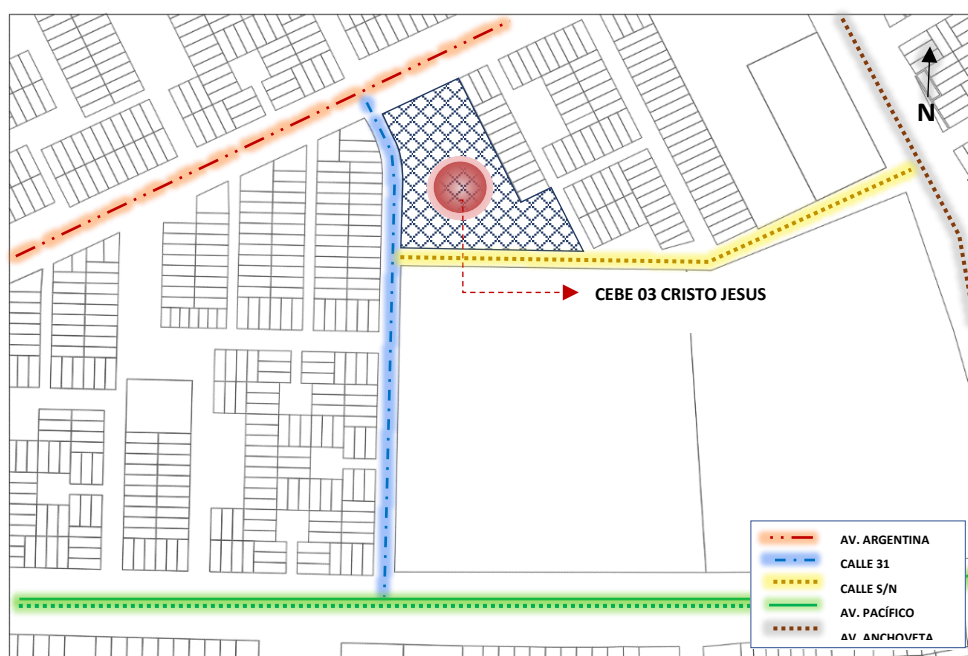 N
CEBE 03 CRISTO JESUS
AV. ARGENTINA
CALLE 31
CALLE S/N
AV. PACÍFICO
AV. ANCHOVETA